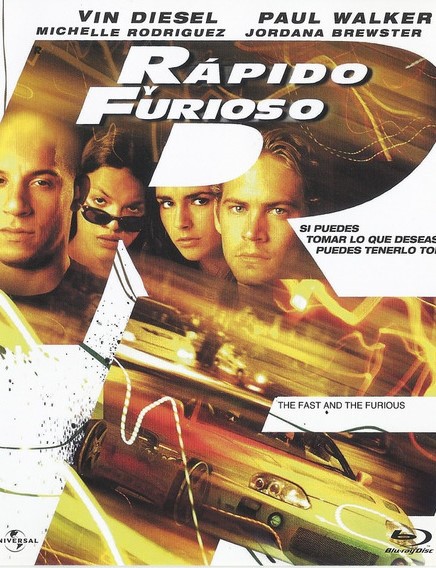 VIN DIESEL PAUL WALKER
MICHELLE RODRIGUEZ JORDANA BREWSTER
RÁPIDO
Y
FURIOSO
SI PUEDES
TOMAR LO QUE DESEAS
PUEDES TENERLO TO
THE FAST AND THE FURIOUS
UNIVERSAL
Blu-ray Disc